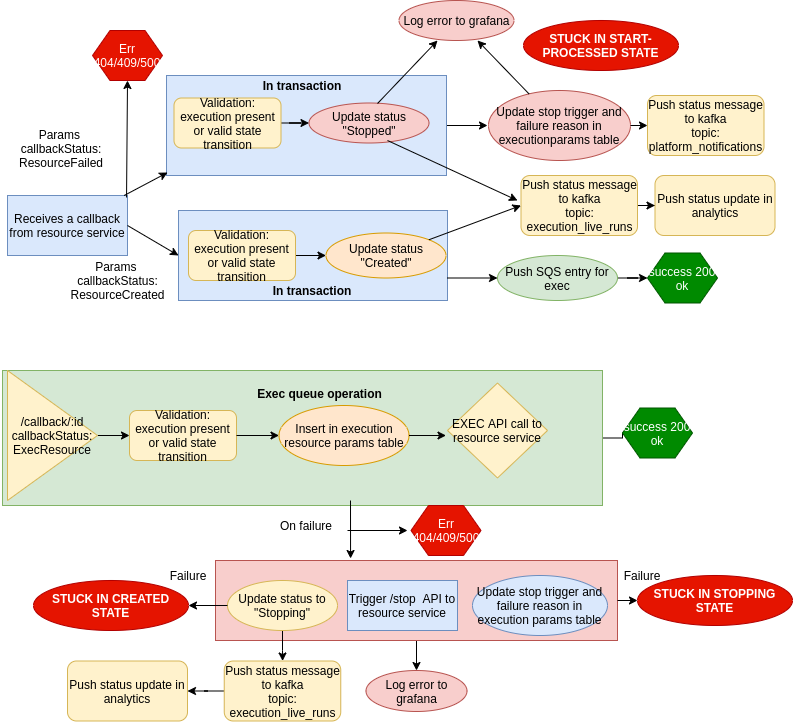 Log error to grafana
STUCK IN START-
PROCESSED STATE
Err
404/409/500
In transaction
Validation:
execution present
or valid state
transition
Update status
"Stopped"
Update stop trigger and
failure reason in
executionparams table
Push status message
to kafka
topic:
platform_notifications
Params
callbackStatus:
ResourceFailed
Receives a callback
from resource service
Push status message
to kafka
topic:
execution_live_runs
Push status update in
analytics
Validation:
execution present
or valid state
transition
Update status
"Created"
In transaction
Params
callbackStatus:
ResourceCreated
Push SQS entry for
exec
success 200
ok
Exec queue operation
/callback/:id
callbackStatus:
ExecResource
Validation:
execution present
or valid state
transition
Insert in execution
resource params table
EXEC API call to
resource service
success 200
ok
On failure
Err
404/409/500
Failure
STUCK IN CREATED
STATE
Update status to
"Stopping"
Trigger /stop  API to
resource service
Update stop trigger and
failure reason in
execution params table
Failure
STUCK IN STOPPING
STATE
Push status update in
analytics
Push status message
to kafka
topic:
execution_live_runs
Log error to
grafana